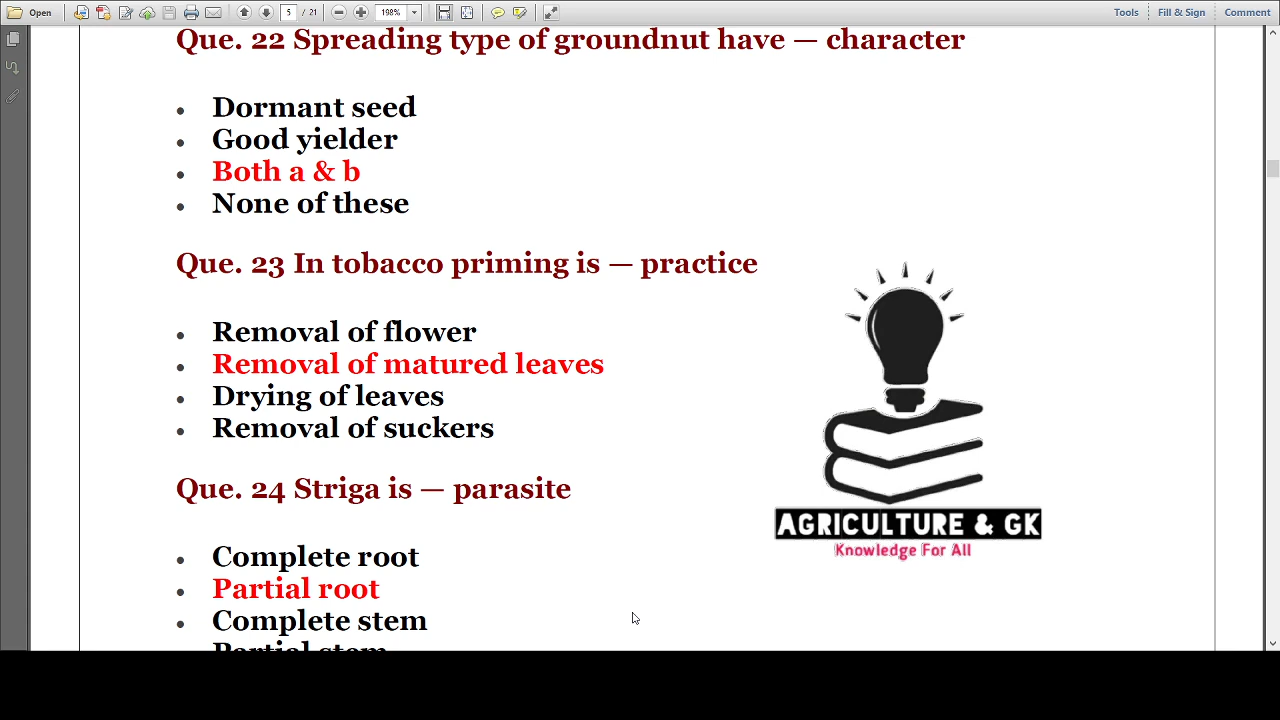 Open
5 / 21
198%
Tools
Fill & Sign
Comment
Que. 22 Spreading type of groundnut have — character
• Dormant seed
• Good yielder
• Both a & b
• None of these
Que. 23 In tobacco priming is — practice
• Removal of flower
• Removal of matured leaves
• Drying of leaves
• Removal of suckers
Que. 24 Striga is — parasite
• Complete root
• Partial root
• Complete stem
Partial stem
AGRICULTURE & GK
Knowledge For All